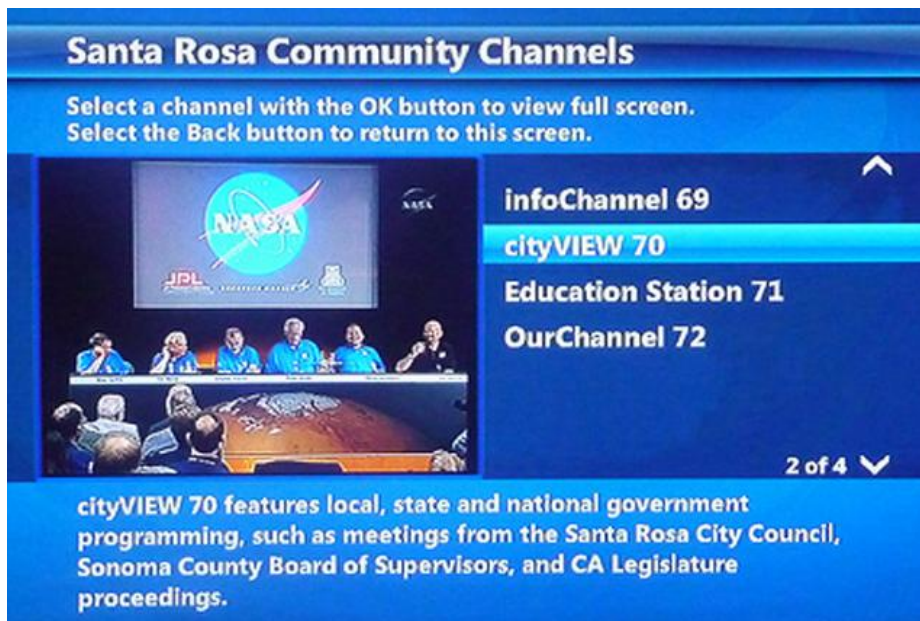 Santa Rosa Community Channels
Select a channel with the OK button to view full screen.
Select the Back button to return to this screen.
NASA
NASA
JPL
infoChannel 69
cityVIEW 70
Education Station 71
OurChannel 72
2 of 4
cityVIEW 70 features local, state and national government
programming, such as meetings from the Santa Rosa City Council,
Sonoma County Board of Supervisors, and CA Legislature
proceedings.